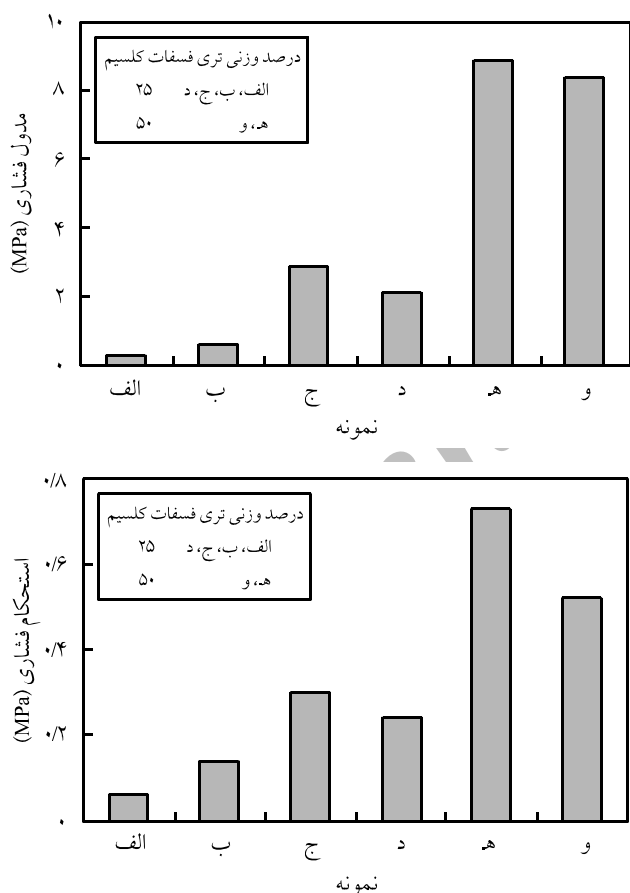 مدول فشاری (MPa)
۱۰
۸
۶
۴
۲
۰
درصد وزنی تری فسفات کلسیم
الف، ب، ج، د ۲۵
هـ، و ۵۰
الف ب ج د هـ و
نمونه
استحکام فشاری (MPa)
۰/۸
۰/۶
۰/۴
۰/۲
۰
درصد وزنی تری فسفات کلسیم
الف، ب، ج، د ۲۵
هـ، و ۵۰
الف ب ج د هـ و
نمونه